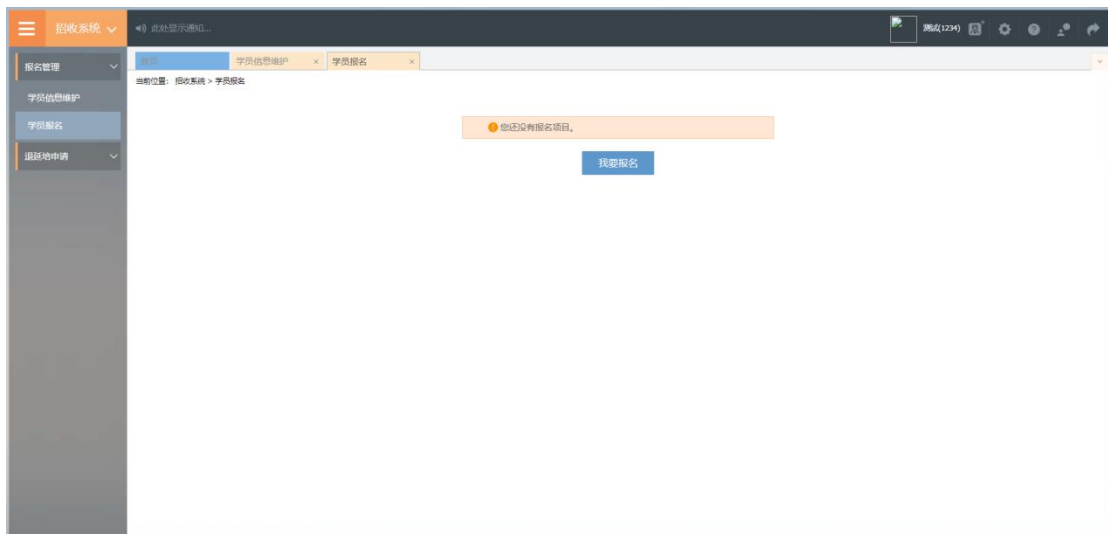 招收系统
此处显示通知...
测试(1234)
报名管理
学员信息维护
学员报名
退延培申请
首页
学员信息维护 ×
学员报名 ×
当前位置： 招收系统 > 学员报名
您还没有报名项目。
我要报名